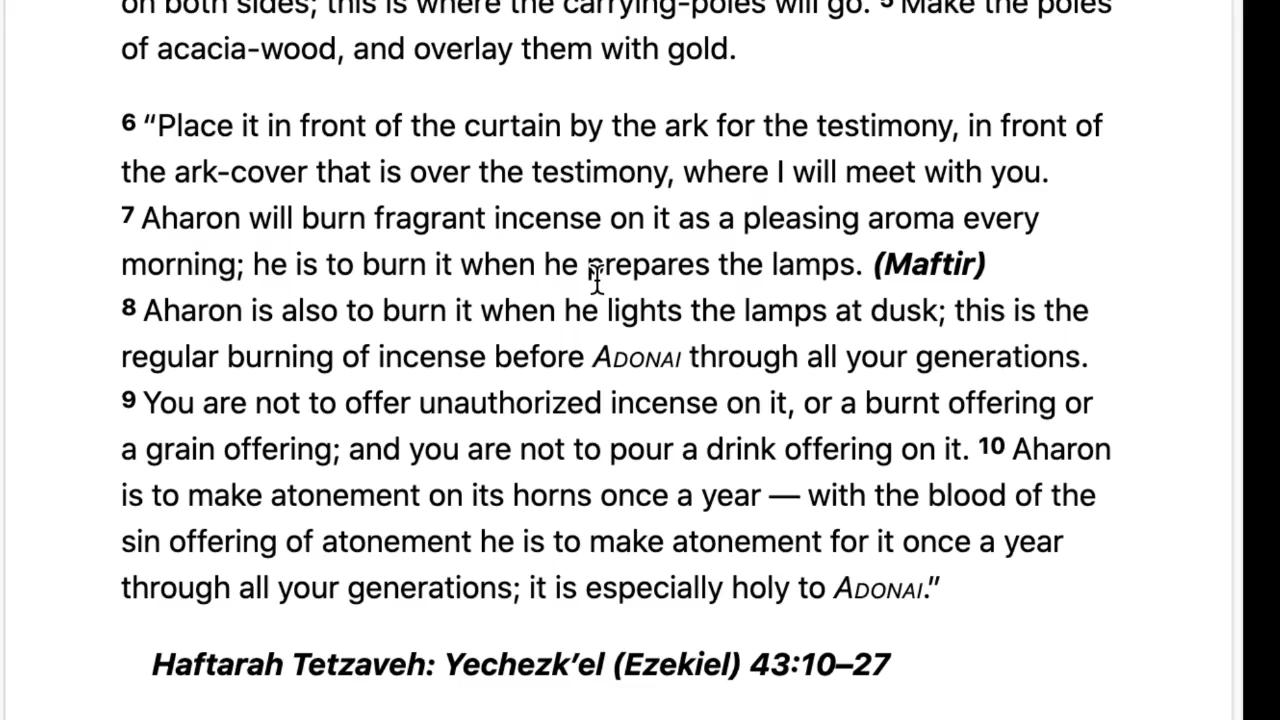 on both sides; this is where the carrying-poles will go. 5 Make the poles
of acacia-wood, and overlay them with gold.
6 “Place it in front of the curtain by the ark for the testimony, in front of
the ark-cover that is over the testimony, where I will meet with you.
7 Aharon will burn fragrant incense on it as a pleasing aroma every
morning; he is to burn it when he prepares the lamps. (Maftir)
8 Aharon is also to burn it when he lights the lamps at dusk; this is the
regular burning of incense before ADONAI through all your generations.
9 You are not to offer unauthorized incense on it, or a burnt offering or
a grain offering; and you are not to pour a drink offering on it. 10 Aharon
is to make atonement on its horns once a year — with the blood of the
sin offering of atonement he is to make atonement for it once a year
through all your generations; it is especially holy to ADONAI.”
Haftarah Tetzaveh: Yechezk’el (Ezekiel) 43:10–27